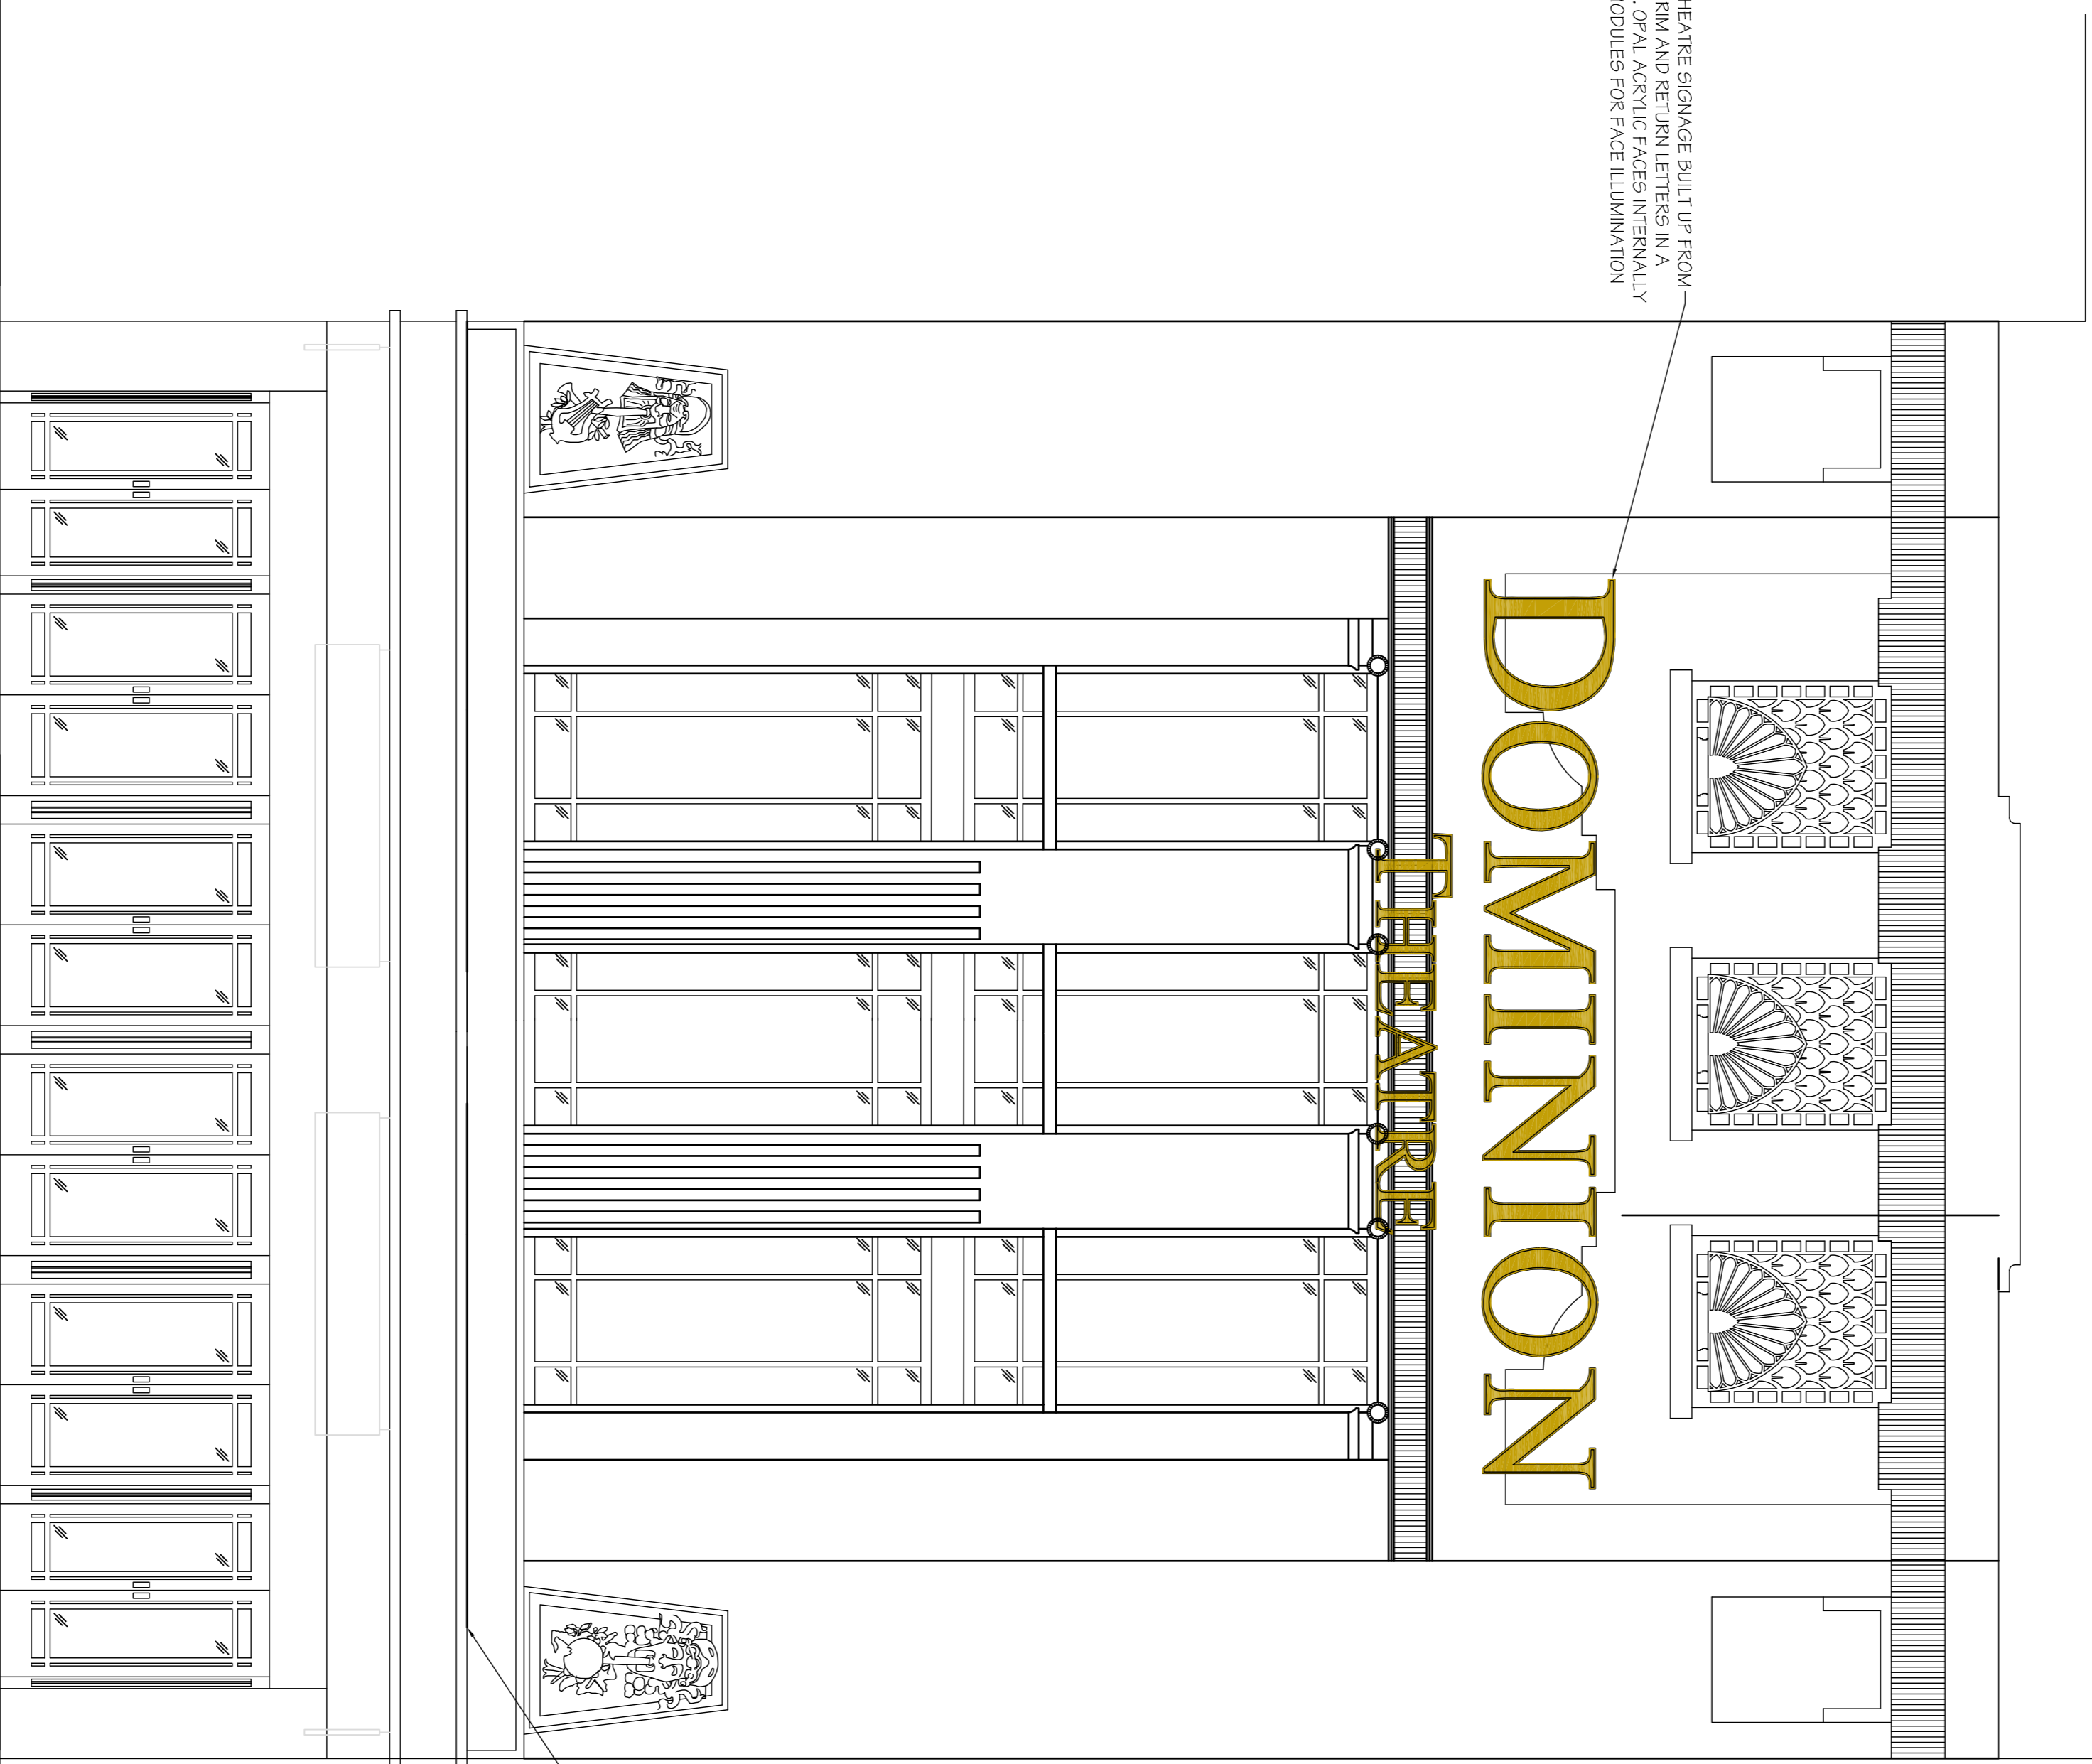 HEATRE SIGNAGE BUILT UP FROM
RIM AND RETURN LETTERS IN A
. OPAL ACRYLIC FACES INTERNALLY
MODULES FOR FACE ILLUMINATION
DOMINION
THEATRE